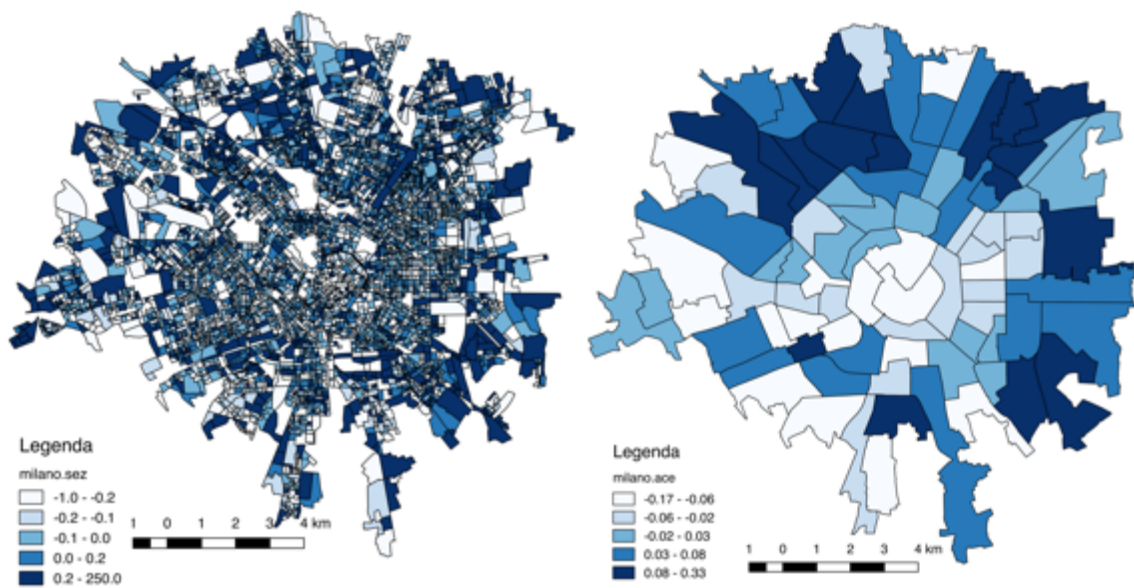 Legenda
milano.sez
-1.0 - -0.2
-0.2 - -0.1
-0.1 - 0.0
0.0 - 0.2
0.2 - 250.0
1 0 1 2 3 4 km
Legenda
milano.ace
-0.17 - -0.06
-0.06 - -0.02
-0.02 - 0.03
0.03 - 0.08
0.08 - 0.33
1 0 1 2 3 4 km